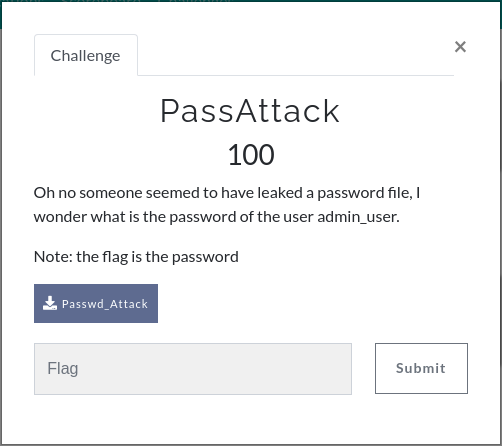 Challenge
×
PassAttack
100
Oh no someone seemed to have leaked a password file, I
wonder what is the password of the user admin_user.
Note: the flag is the password
Passwd_Attack
Flag
Submit